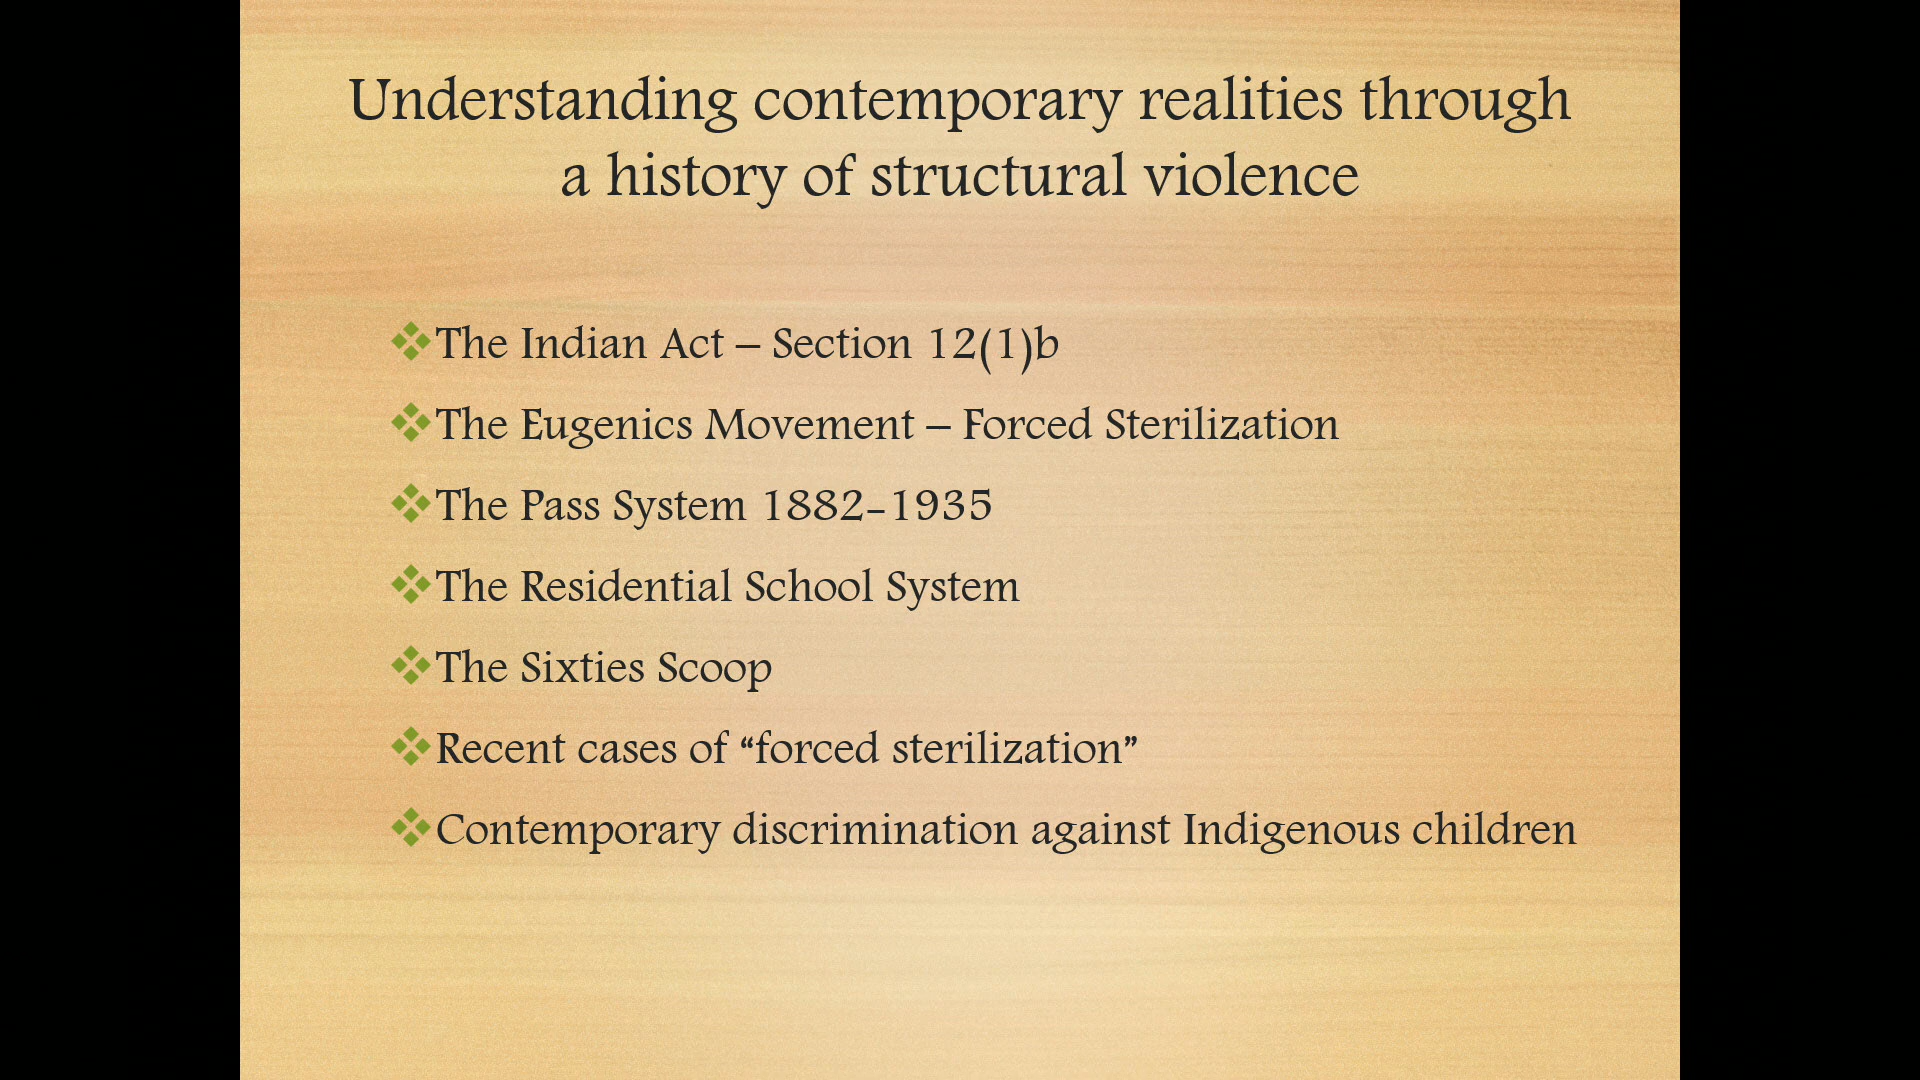 Understanding contemporary realities through
a history of structural violence
The Indian Act – Section 12(1)b
The Eugenics Movement – Forced Sterilization
The Pass System 1882-1935
The Residential School System
The Sixties Scoop
Recent cases of “forced sterilization”
Contemporary discrimination against Indigenous children